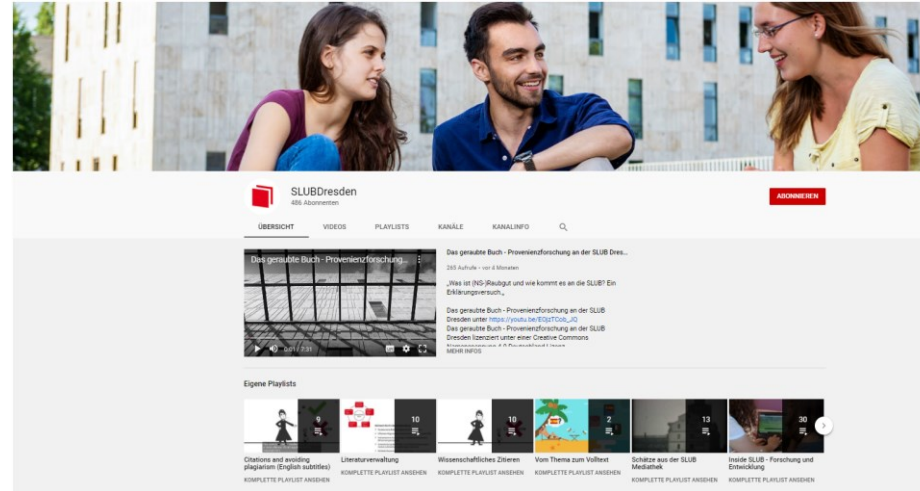 SLUBDresden
486 Abonnenten
ABONNIEREN
ÜBERSICHT VIDEOS PLAYLISTS KANÄLE KANALINFO
Das geraubte Buch - Provenienzforschung...
0:01 / 7:31
Das geraubte Buch - Provenienzforschung an der SLUB Dres...
265 Aufrufe • vor 6 Monaten
„Was ist (NS-)Raubgut und wie kommt es an die SLUB? Ein
Erklärungsversuch.„
Das geraubte Buch - Provenienzforschung an der SLUB
Dresden unter
Das geraubte Buch - Provenienzforschung an der SLUB
Dresden lizenziert unter einer Creative Commons
MEHR INFOS
Eigene Playlists
9
Citations and avoiding
plagiarism (English subtitles)
KOMPLETTE PLAYLIST ANSEHEN
10
Literaturverwaltung
KOMPLETTE PLAYLIST ANSEHEN
10
Wissenschaftliches Zitieren
KOMPLETTE PLAYLIST ANSEHEN
2
Vom Thema zum Volltext
KOMPLETTE PLAYLIST ANSEHEN
13
Schätze aus der SLUB
Mediathek
KOMPLETTE PLAYLIST ANSEHEN
30
Inside SLUB - Forschung und
Entwicklung
KOMPLETTE PLAYLIST ANSEHEN